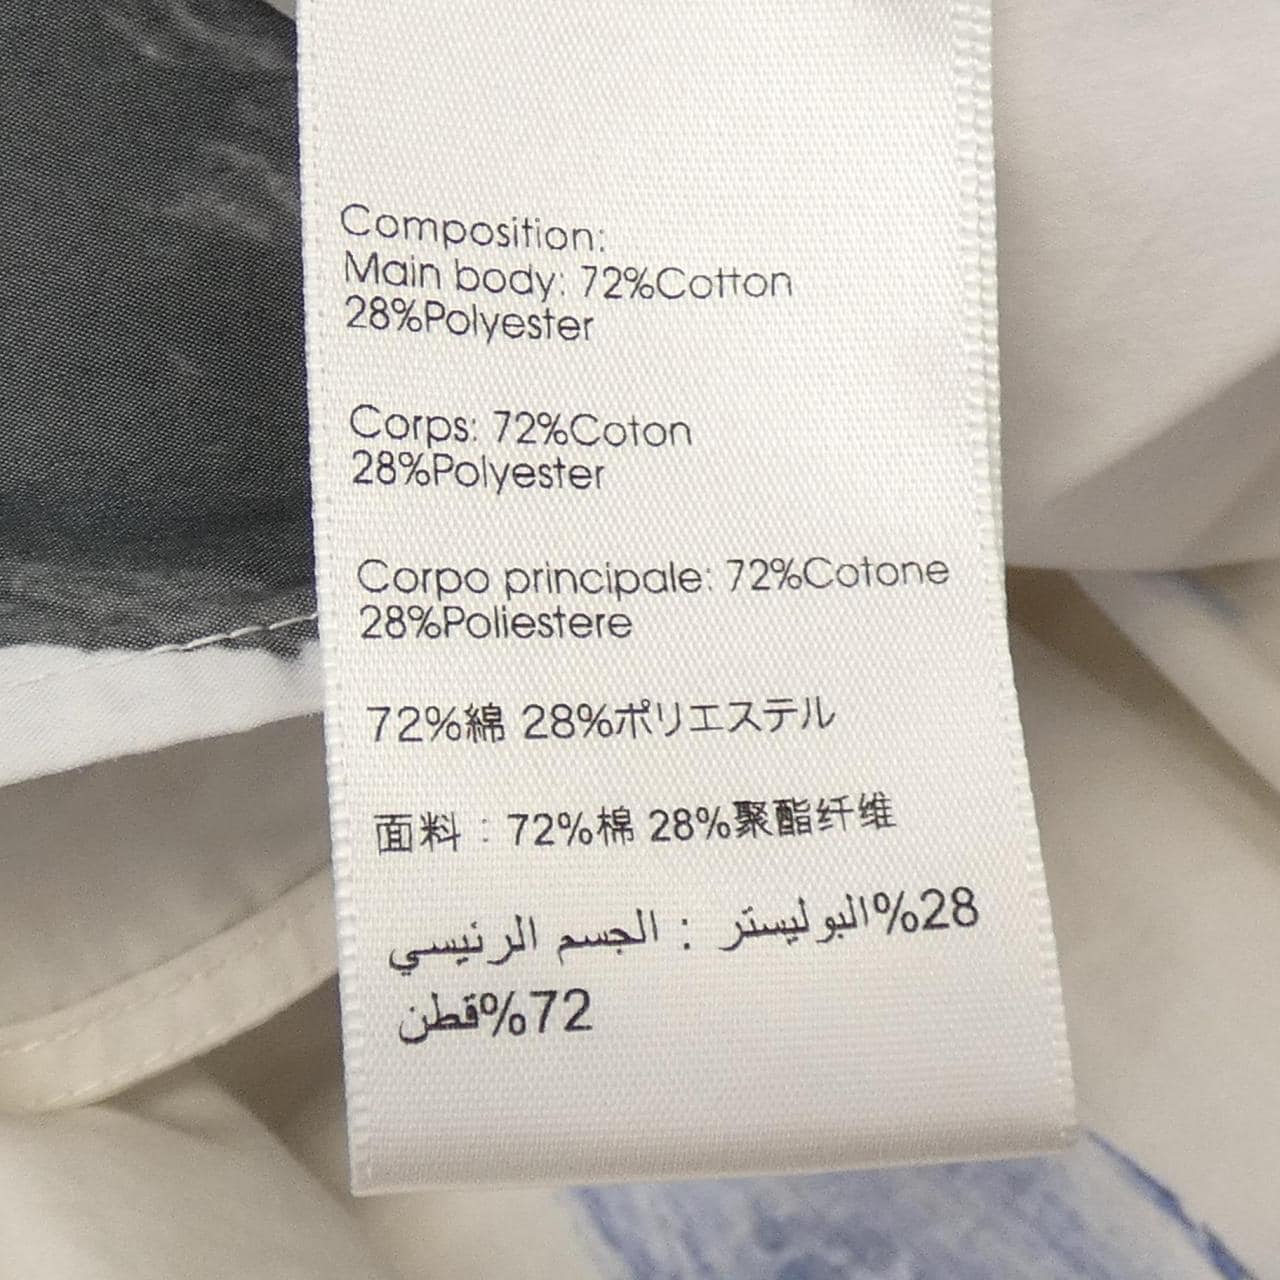 Composition:
Main body: 72%Cotton
28%Polyester
Corps: 72%Coton
28%Polyester
Corpo principale: 72%Cotone
28%Poliestere
72%綿 28%ポリエステル
面料：72%棉 28%聚酯纤维
الجسم الرئيسي : البوليستر%28
قطن%72